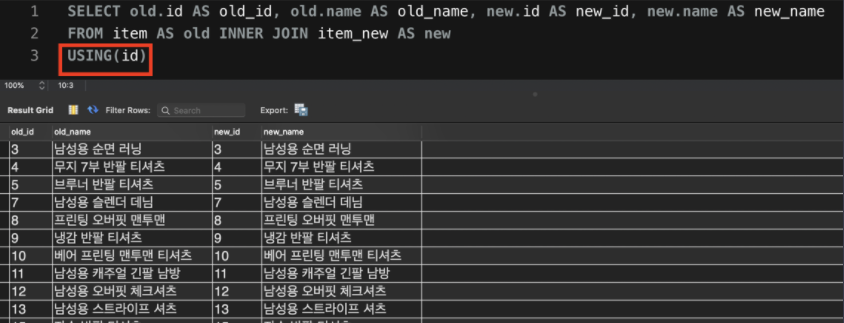 1 SELECT old.id AS old_id, old.name AS old_name, new.id AS new_id, new.name AS new_name
2 FROM item AS old INNER JOIN item_new AS new
3 USING(id)
100% 10:3
Result Grid Filter Rows: Search Export:
old_id old_name new_id new_name
3 남성용 순면 러닝 3 남성용 순면 러닝
4 무지 7부 반팔 티셔츠 4 무지 7부 반팔 티셔츠
5 브루너 반팔 티셔츠 5 브루너 반팔 티셔츠
7 남성용 슬렌더 데님 7 남성용 슬렌더 데님
8 프린팅 오버핏 맨투맨 8 프린팅 오버핏 맨투맨
9 냉감 반팔 티셔츠 9 냉감 반팔 티셔츠
10 베어 프린팅 맨투맨 티셔츠 10 베어 프린팅 맨투맨 티셔츠
11 남성용 캐주얼 긴팔 남방 11 남성용 캐주얼 긴팔 남방
12 남성용 오버핏 체크셔츠 12 남성용 오버핏 체크셔츠
13 남성용 스트라이프 셔츠 13 남성용 스트라이프 셔츠